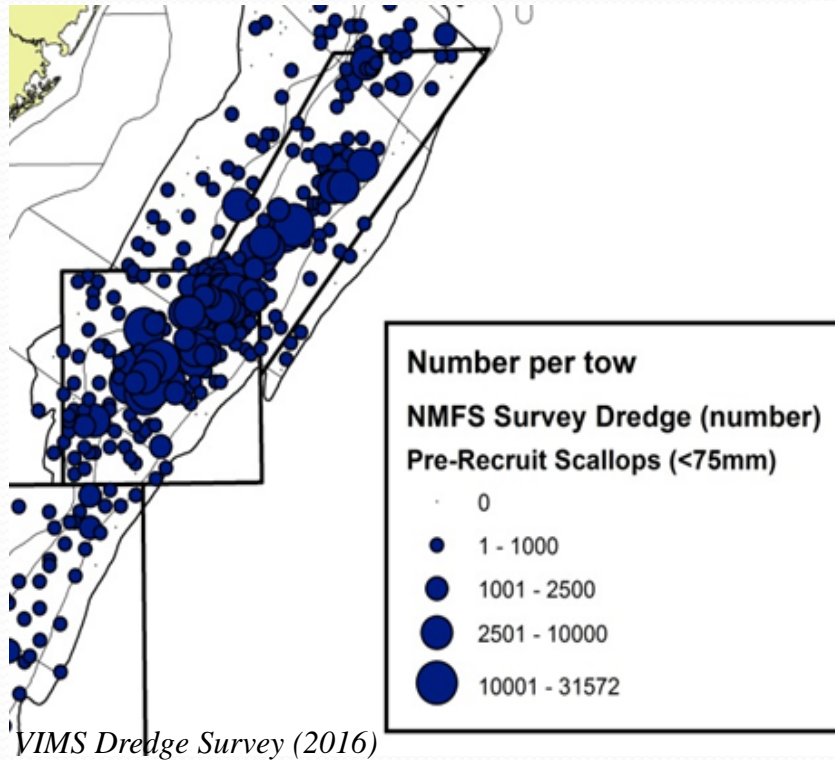 U
Number per tow
NMFS Survey Dredge (number)
Pre-Recruit Scallops (<75mm)
0
1 - 1000
1001 - 2500
2501 - 10000
10001 - 31572
VIMS Dredge Survey (2016)